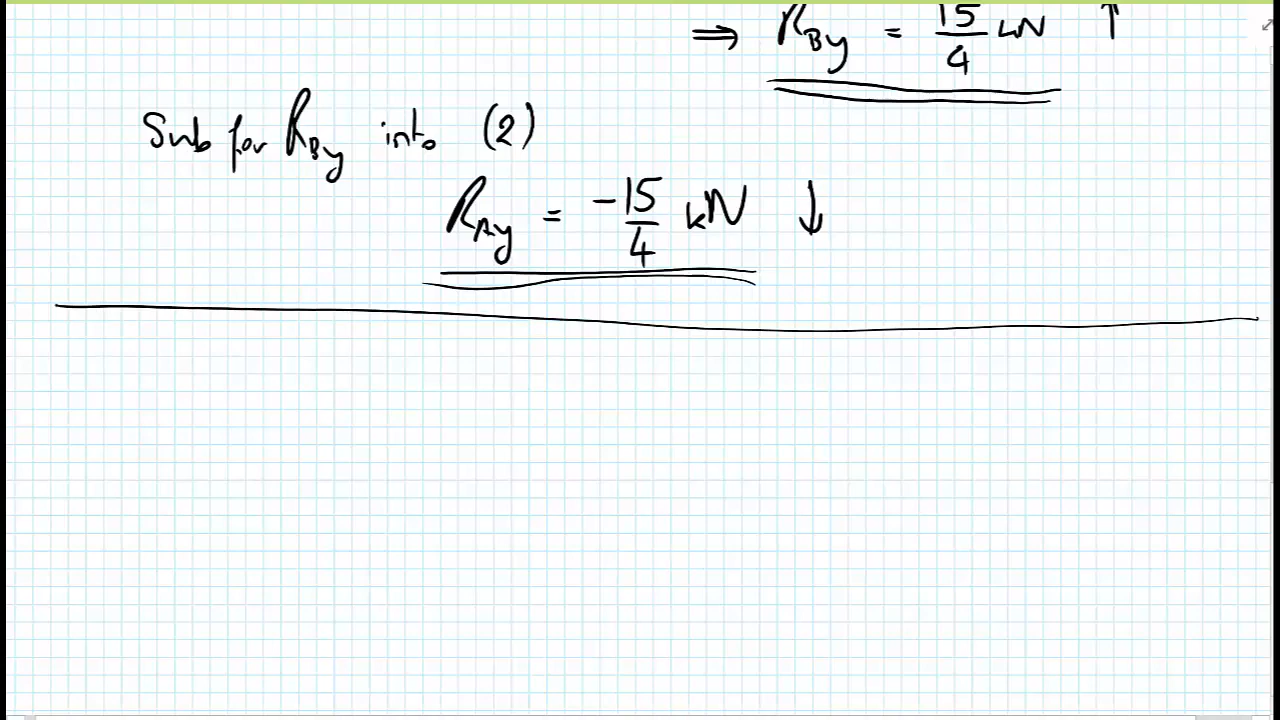 ⇒ R_By = 15/4 kN ↑
Sub for R_By into (2)
R_Ay = -15/4 kN ↓